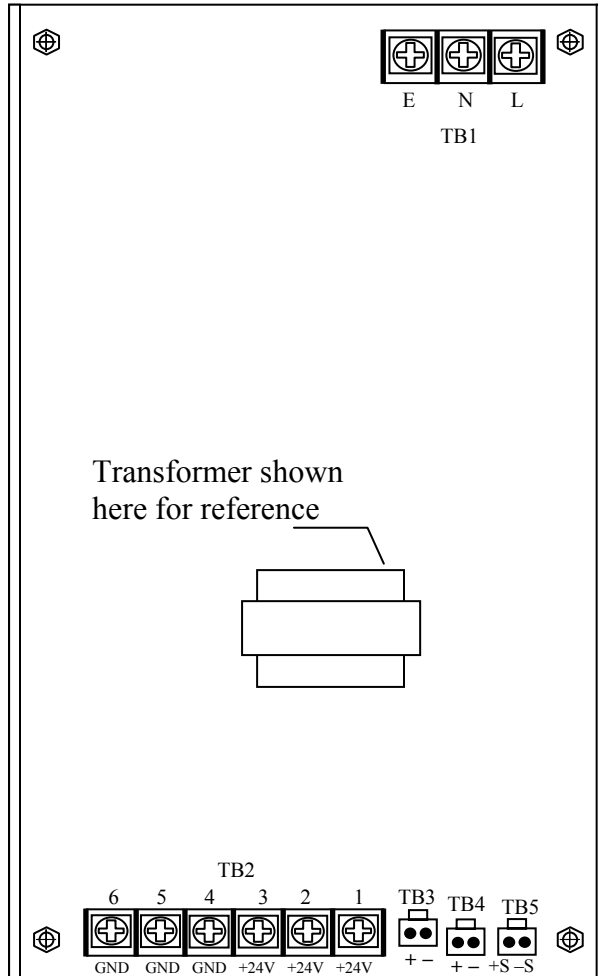 E N L
TB1
Transformer shown
here for reference
TB2
6 5 4 3 2 1 TB3 TB4 TB5
GND GND GND +24V +24V +24V + – + – +S –S